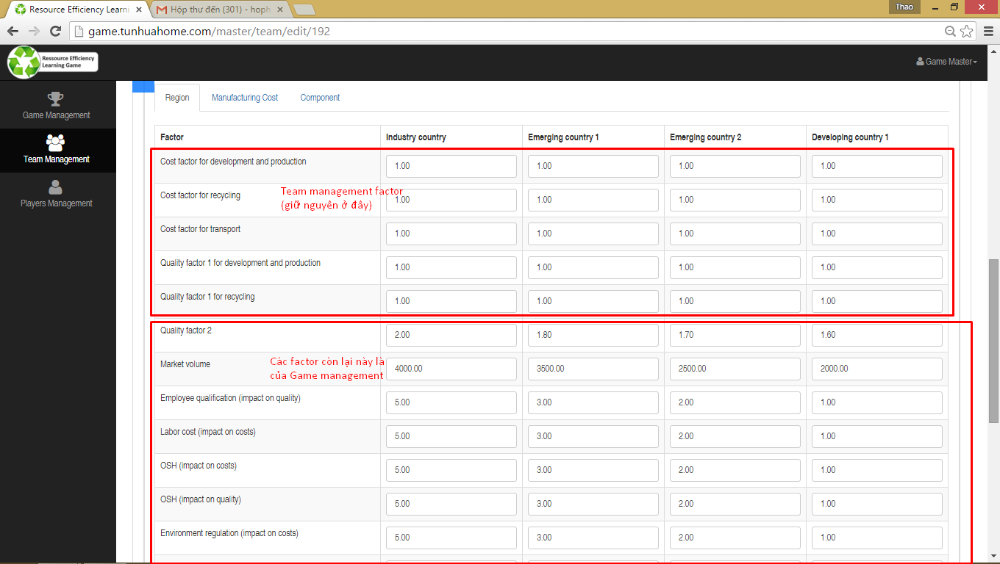 Resource Efficiency Learni
Hộp thư đến (301) - hoph
Thao
game.tunhuahome.com/master/team/edit/192
Ressource Efficiency
Learning Game
Game Master
Game Management
Team Management
Players Management
Region Manufacturing Cost Component
Factor Industry country Emerging country 1 Emerging country 2 Developing country 1
Cost factor for development and production 1.00 1.00 1.00 1.00
Cost factor for recycling 1.00 1.00 1.00 1.00
Team management factor
(giữ nguyên ở đây)
Cost factor for transport 1.00 1.00 1.00 1.00
Quality factor 1 for development and production 1.00 1.00 1.00 1.00
Quality factor 1 for recycling 1.00 1.00 1.00 1.00
Quality factor 2 2.00 1.80 1.70 1.60
Market volume 4000.00 3500.00 2500.00 2000.00
Các factor còn lại này là
của Game management
Employee qualification (impact on quality) 5.00 3.00 2.00 1.00
Labor cost (impact on costs) 5.00 3.00 2.00 1.00
OSH (impact on costs) 5.00 3.00 2.00 1.00
OSH (impact on quality) 5.00 3.00 2.00 1.00
Environment regulation (impact on costs) 5.00 3.00 2.00 1.00